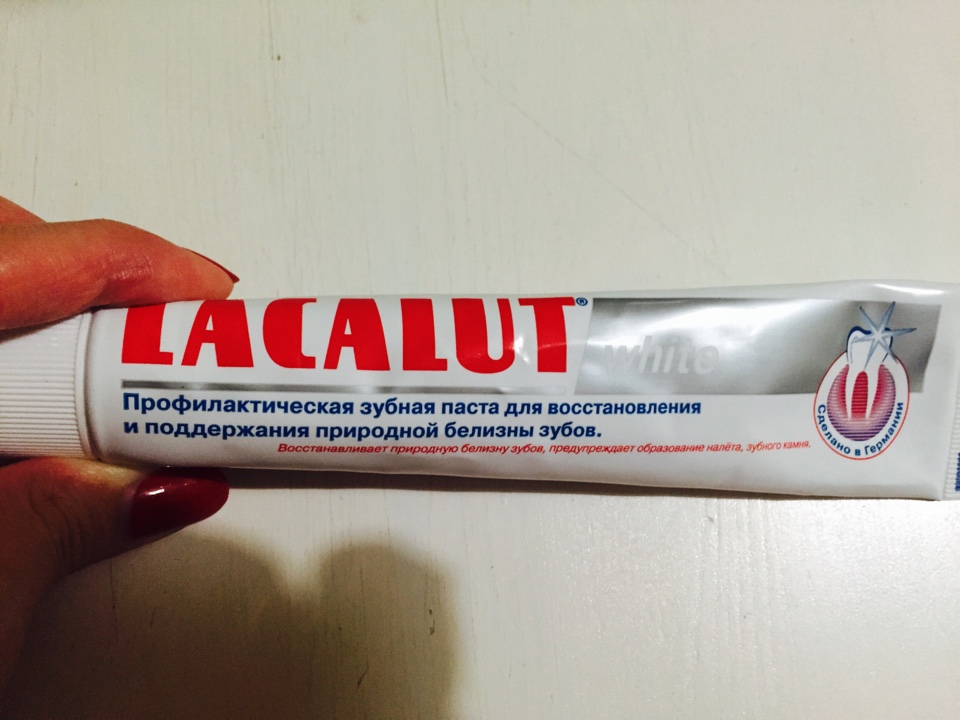 LACALUT®
white
Профилактическая зубная паста для восстановления
и поддержания природной белизны зубов.
Восстанавливает природную белизну зубов, предупреждает образование налёта, зубного камня.
Сделано в Германии